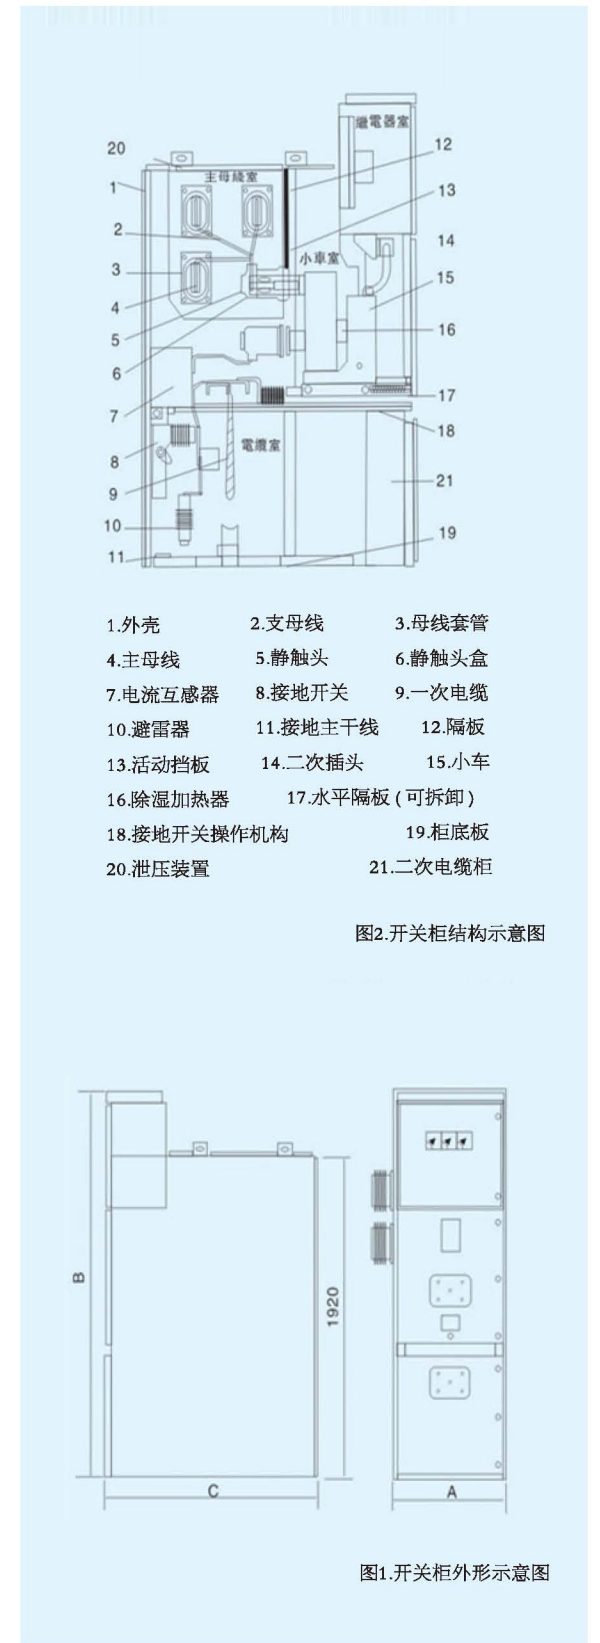 繼電器室
20
12
主母綫室
1
13
2
14
小車室
3
15
4
16
5
6
17
7
18
電纜室
8
21
9
10
19
11
1.外壳 2.支母线 3.母线套管
4.主母线 5.静触头 6.静触头盒
7.电流互感器 8.接地开关 9.一次电缆
10.避雷器 11.接地主干线 12.隔板
13.活动挡板 14.二次插头 15.小车
16.除湿加热器 17.水平隔板(可拆卸)
18.接地开关操作机构 19.柜底板
20.泄压装置 21.二次电缆柜
图2.开关柜结构示意图
B
1920
C
A
图1.开关柜外形示意图